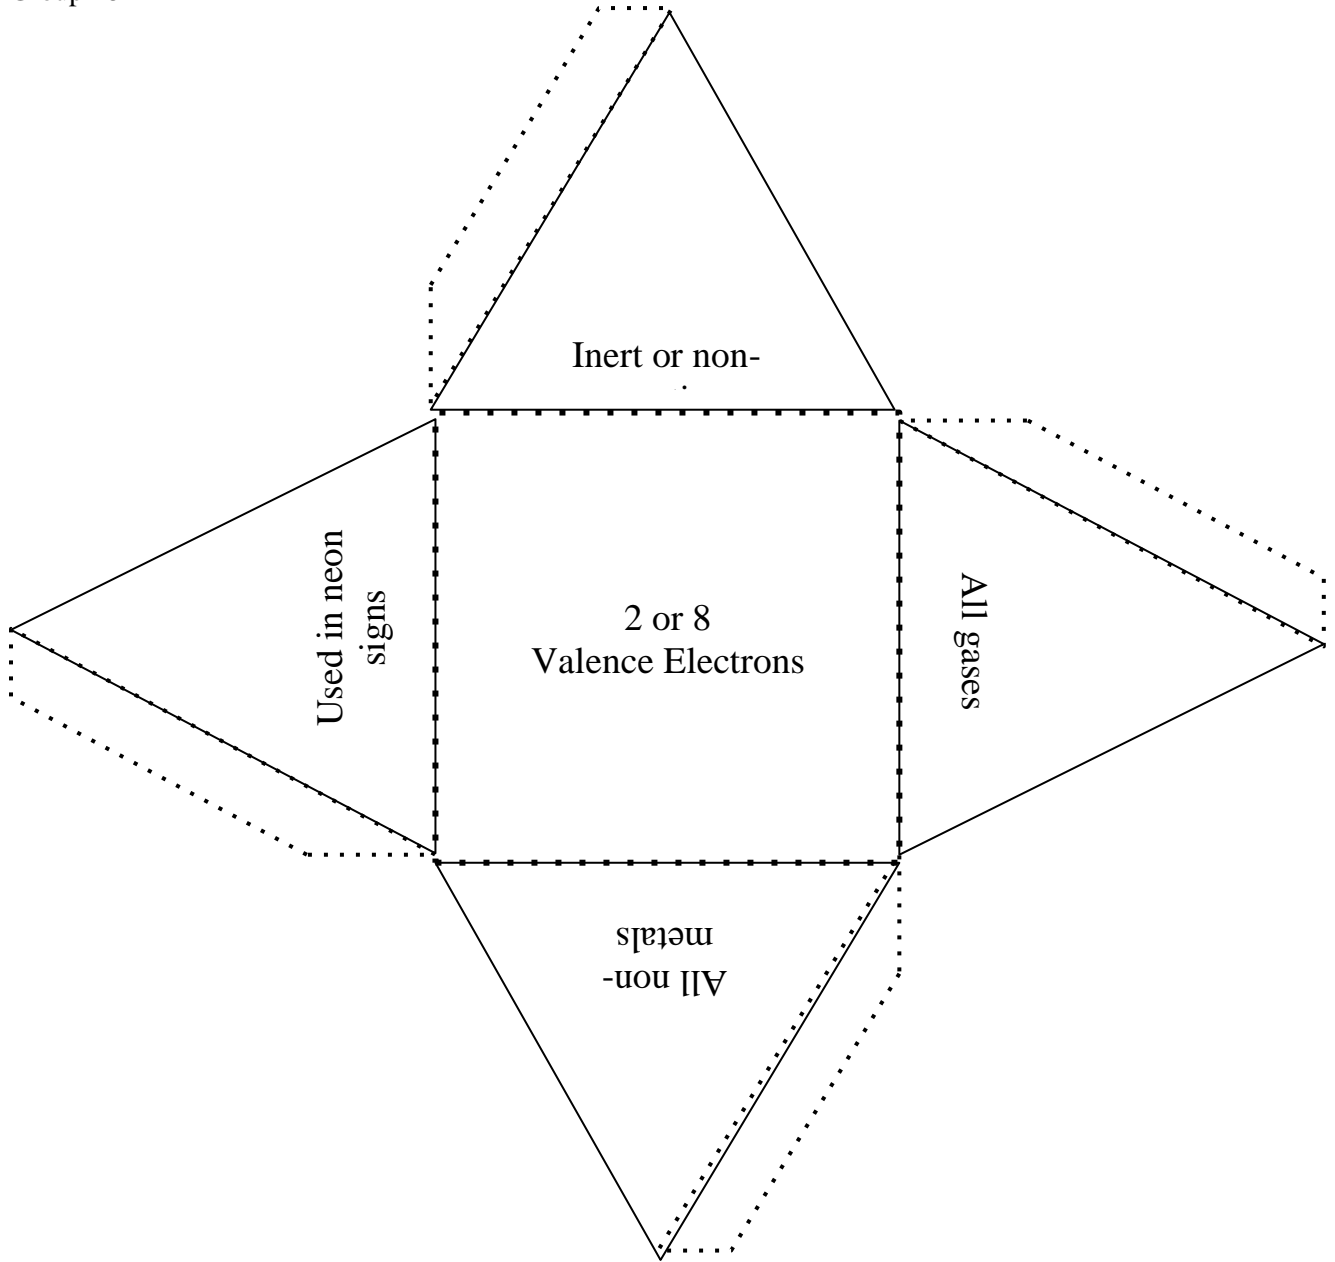 Inert or non-
Used in neon
signs
2 or 8
Valence Electrons
All gases
All non-
metals